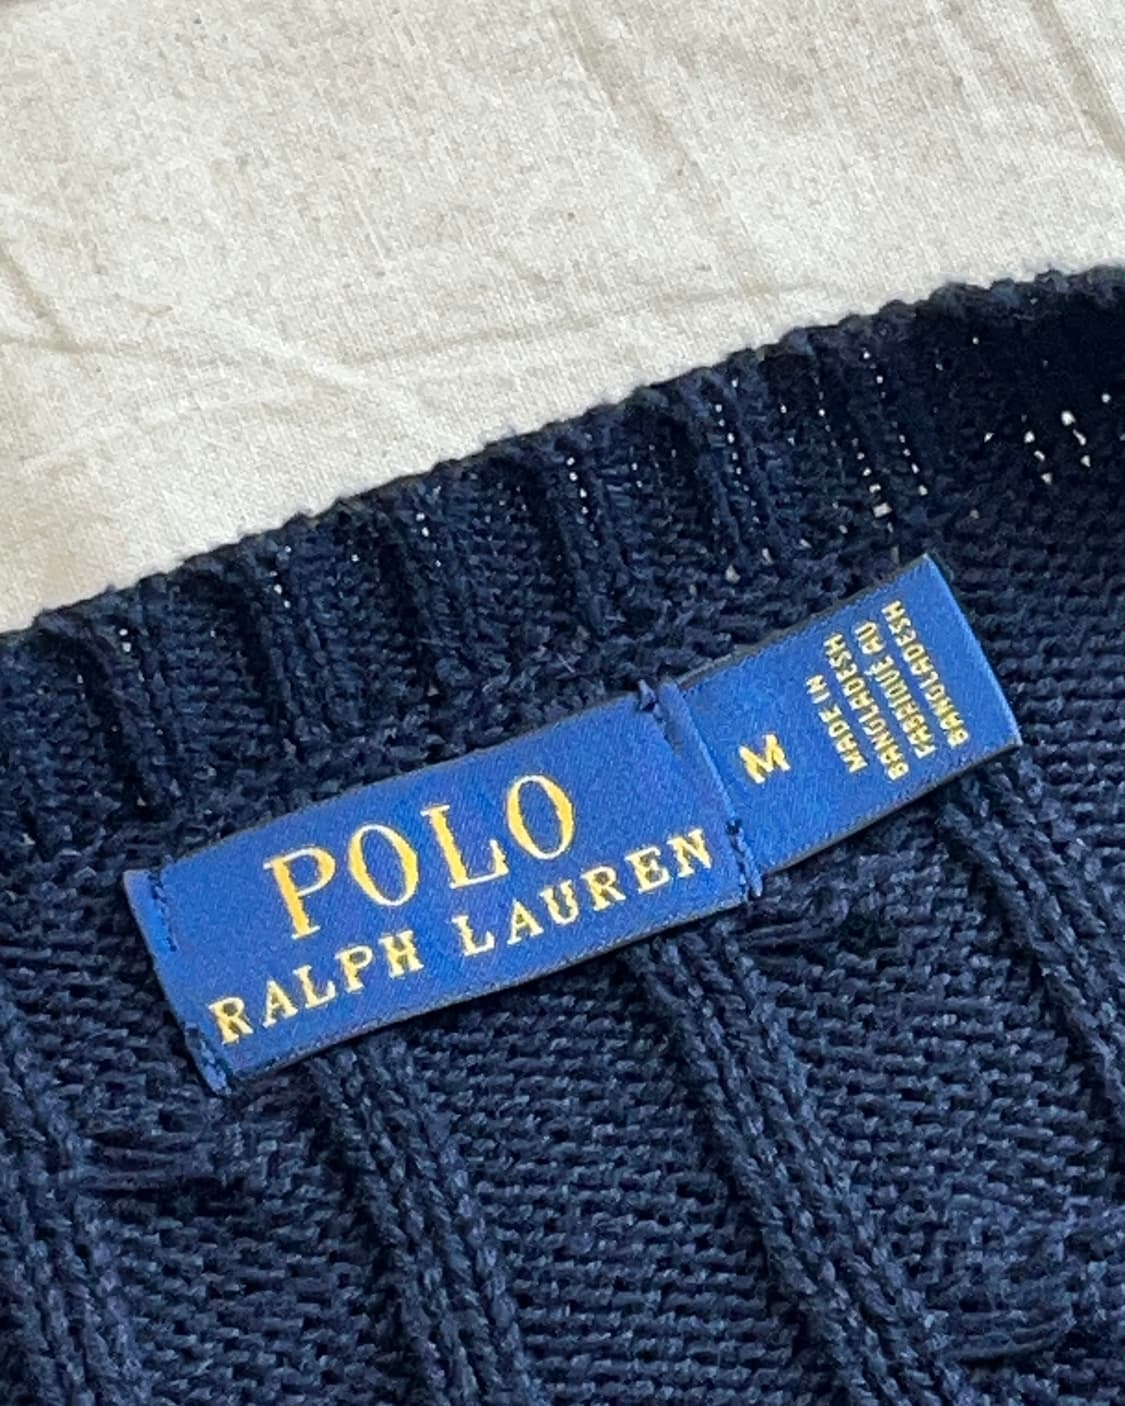 POLO
RALPH LAUREN
M
MADE IN
BANGLADESH
FABRIQUÉ AU
BANGLADESH